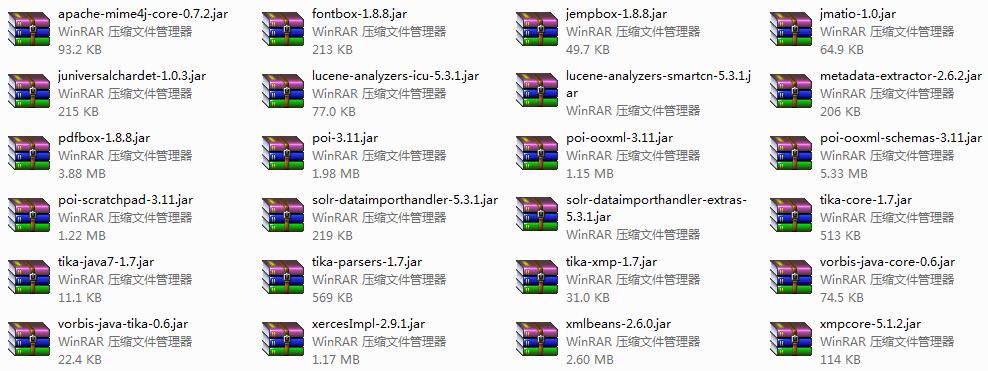 apache-mime4j-core-0.7.2.jar
WinRAR 压缩文件管理器
93.2 KB
fontbox-1.8.8.jar
WinRAR 压缩文件管理器
213 KB
jempbox-1.8.8.jar
WinRAR 压缩文件管理器
49.7 KB
jmatio-1.0.jar
WinRAR 压缩文件管理器
64.9 KB
juniversalchardet-1.0.3.jar
WinRAR 压缩文件管理器
215 KB
lucene-analyzers-icu-5.3.1.jar
WinRAR 压缩文件管理器
77.0 KB
lucene-analyzers-smartcn-5.3.1.j
ar
WinRAR 压缩文件管理器
metadata-extractor-2.6.2.jar
WinRAR 压缩文件管理器
206 KB
pdfbox-1.8.8.jar
WinRAR 压缩文件管理器
3.88 MB
poi-3.11.jar
WinRAR 压缩文件管理器
1.98 MB
poi-ooxml-3.11.jar
WinRAR 压缩文件管理器
1.15 MB
poi-ooxml-schemas-3.11.jar
WinRAR 压缩文件管理器
5.33 MB
poi-scratchpad-3.11.jar
WinRAR 压缩文件管理器
1.22 MB
solr-dataimporthandler-5.3.1.jar
WinRAR 压缩文件管理器
219 KB
solr-dataimporthandler-extras-
5.3.1.jar
WinRAR 压缩文件管理器
tika-core-1.7.jar
WinRAR 压缩文件管理器
513 KB
tika-java7-1.7.jar
WinRAR 压缩文件管理器
11.1 KB
tika-parsers-1.7.jar
WinRAR 压缩文件管理器
569 KB
tika-xmp-1.7.jar
WinRAR 压缩文件管理器
31.0 KB
vorbis-java-core-0.6.jar
WinRAR 压缩文件管理器
74.5 KB
vorbis-java-tika-0.6.jar
WinRAR 压缩文件管理器
22.4 KB
xercesImpl-2.9.1.jar
WinRAR 压缩文件管理器
1.17 MB
xmlbeans-2.6.0.jar
WinRAR 压缩文件管理器
2.60 MB
xmpcore-5.1.2.jar
WinRAR 压缩文件管理器
114 KB